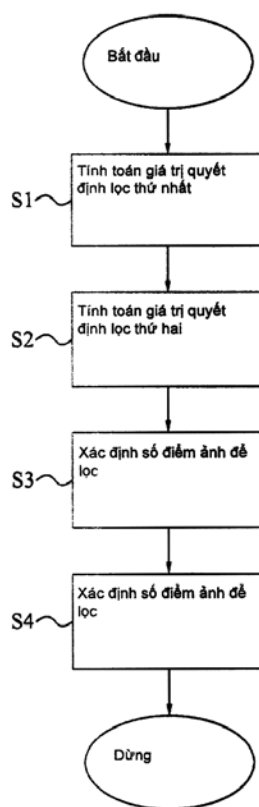 Bắt đầu
Tính toán giá trị quyết
định lọc thứ nhất
S1
Tính toán giá trị quyết
định lọc thứ hai
S2
Xác định số điểm ảnh để
lọc
S3
Xác định số điểm ảnh để
lọc
S4
Dừng